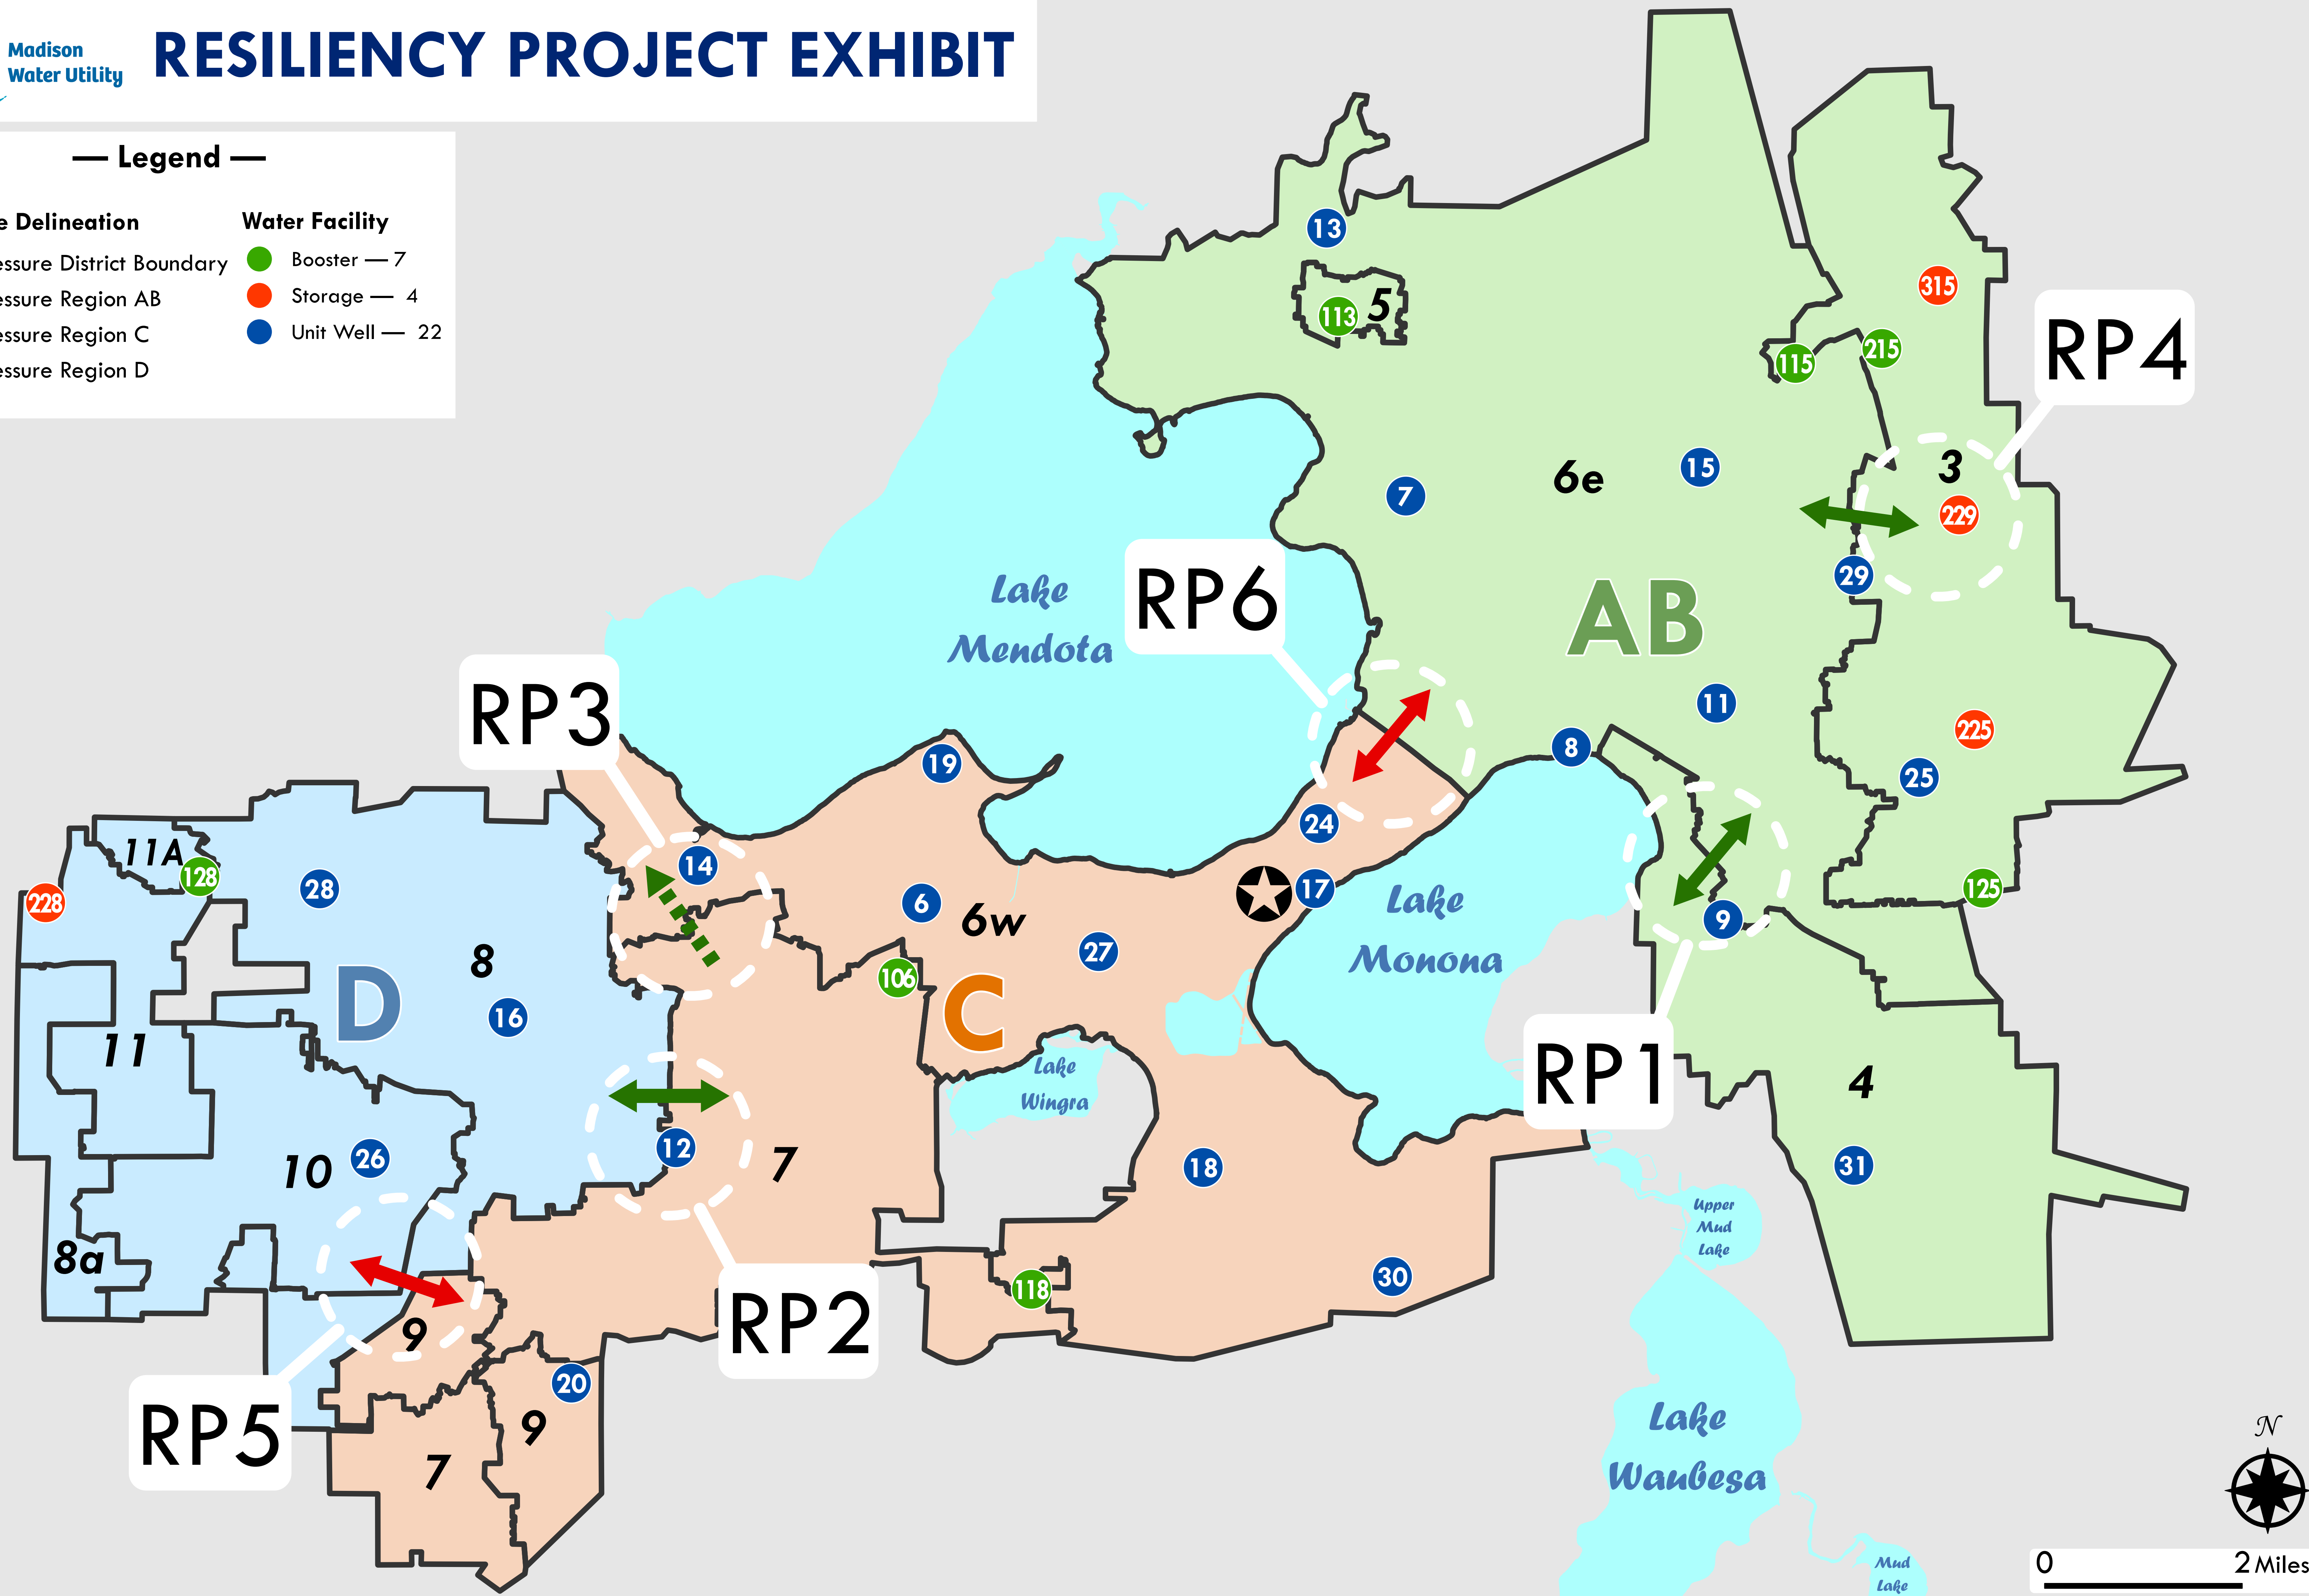 Madison
Water Utility
RESILIENCY PROJECT EXHIBIT
— Legend —
e Delineation
essure District Boundary
essure Region AB
essure Region C
essure Region D
Water Facility
Booster — 7
Storage — 4
Unit Well — 22
13
113
5
315
115
215
RP4
3
229
15
6e
7
29
AB
Lake
Mendota
RP6
11
8
225
25
RP3
19
24
14
17
Lake
Monona
9
125
11A
128
28
228
8
D
16
6
6w
27
106
C
11
Lake
Wingra
RP1
4
12
7
18
31
10
26
8a
Upper
Mud
Lake
30
118
RP2
9
RP5
20
9
7
Lake
Waubesa
Mud
Lake
N
0
2 Miles